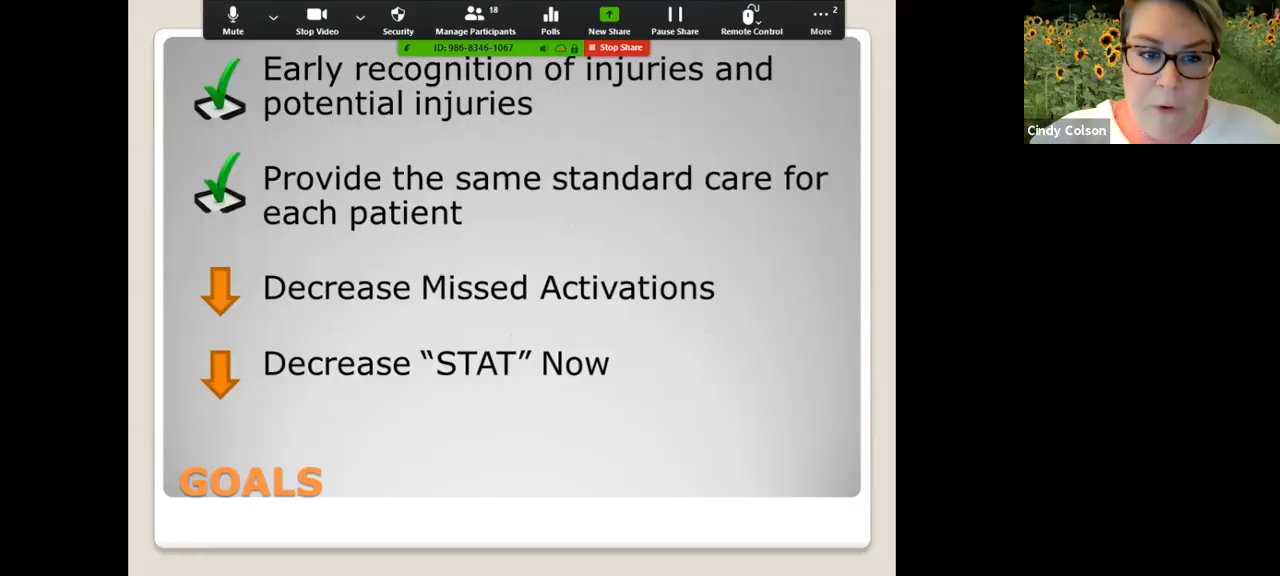 Mute
Stop Video
Security
18
Manage Participants
Polls
New Share
Pause Share
Remote Control
2
More
ID: 986-8346-1067
Stop Share
Early recognition of injuries and
potential injuries
Provide the same standard care for
each patient
Decrease Missed Activations
Decrease “STAT” Now
GOALS
Cindy Colson